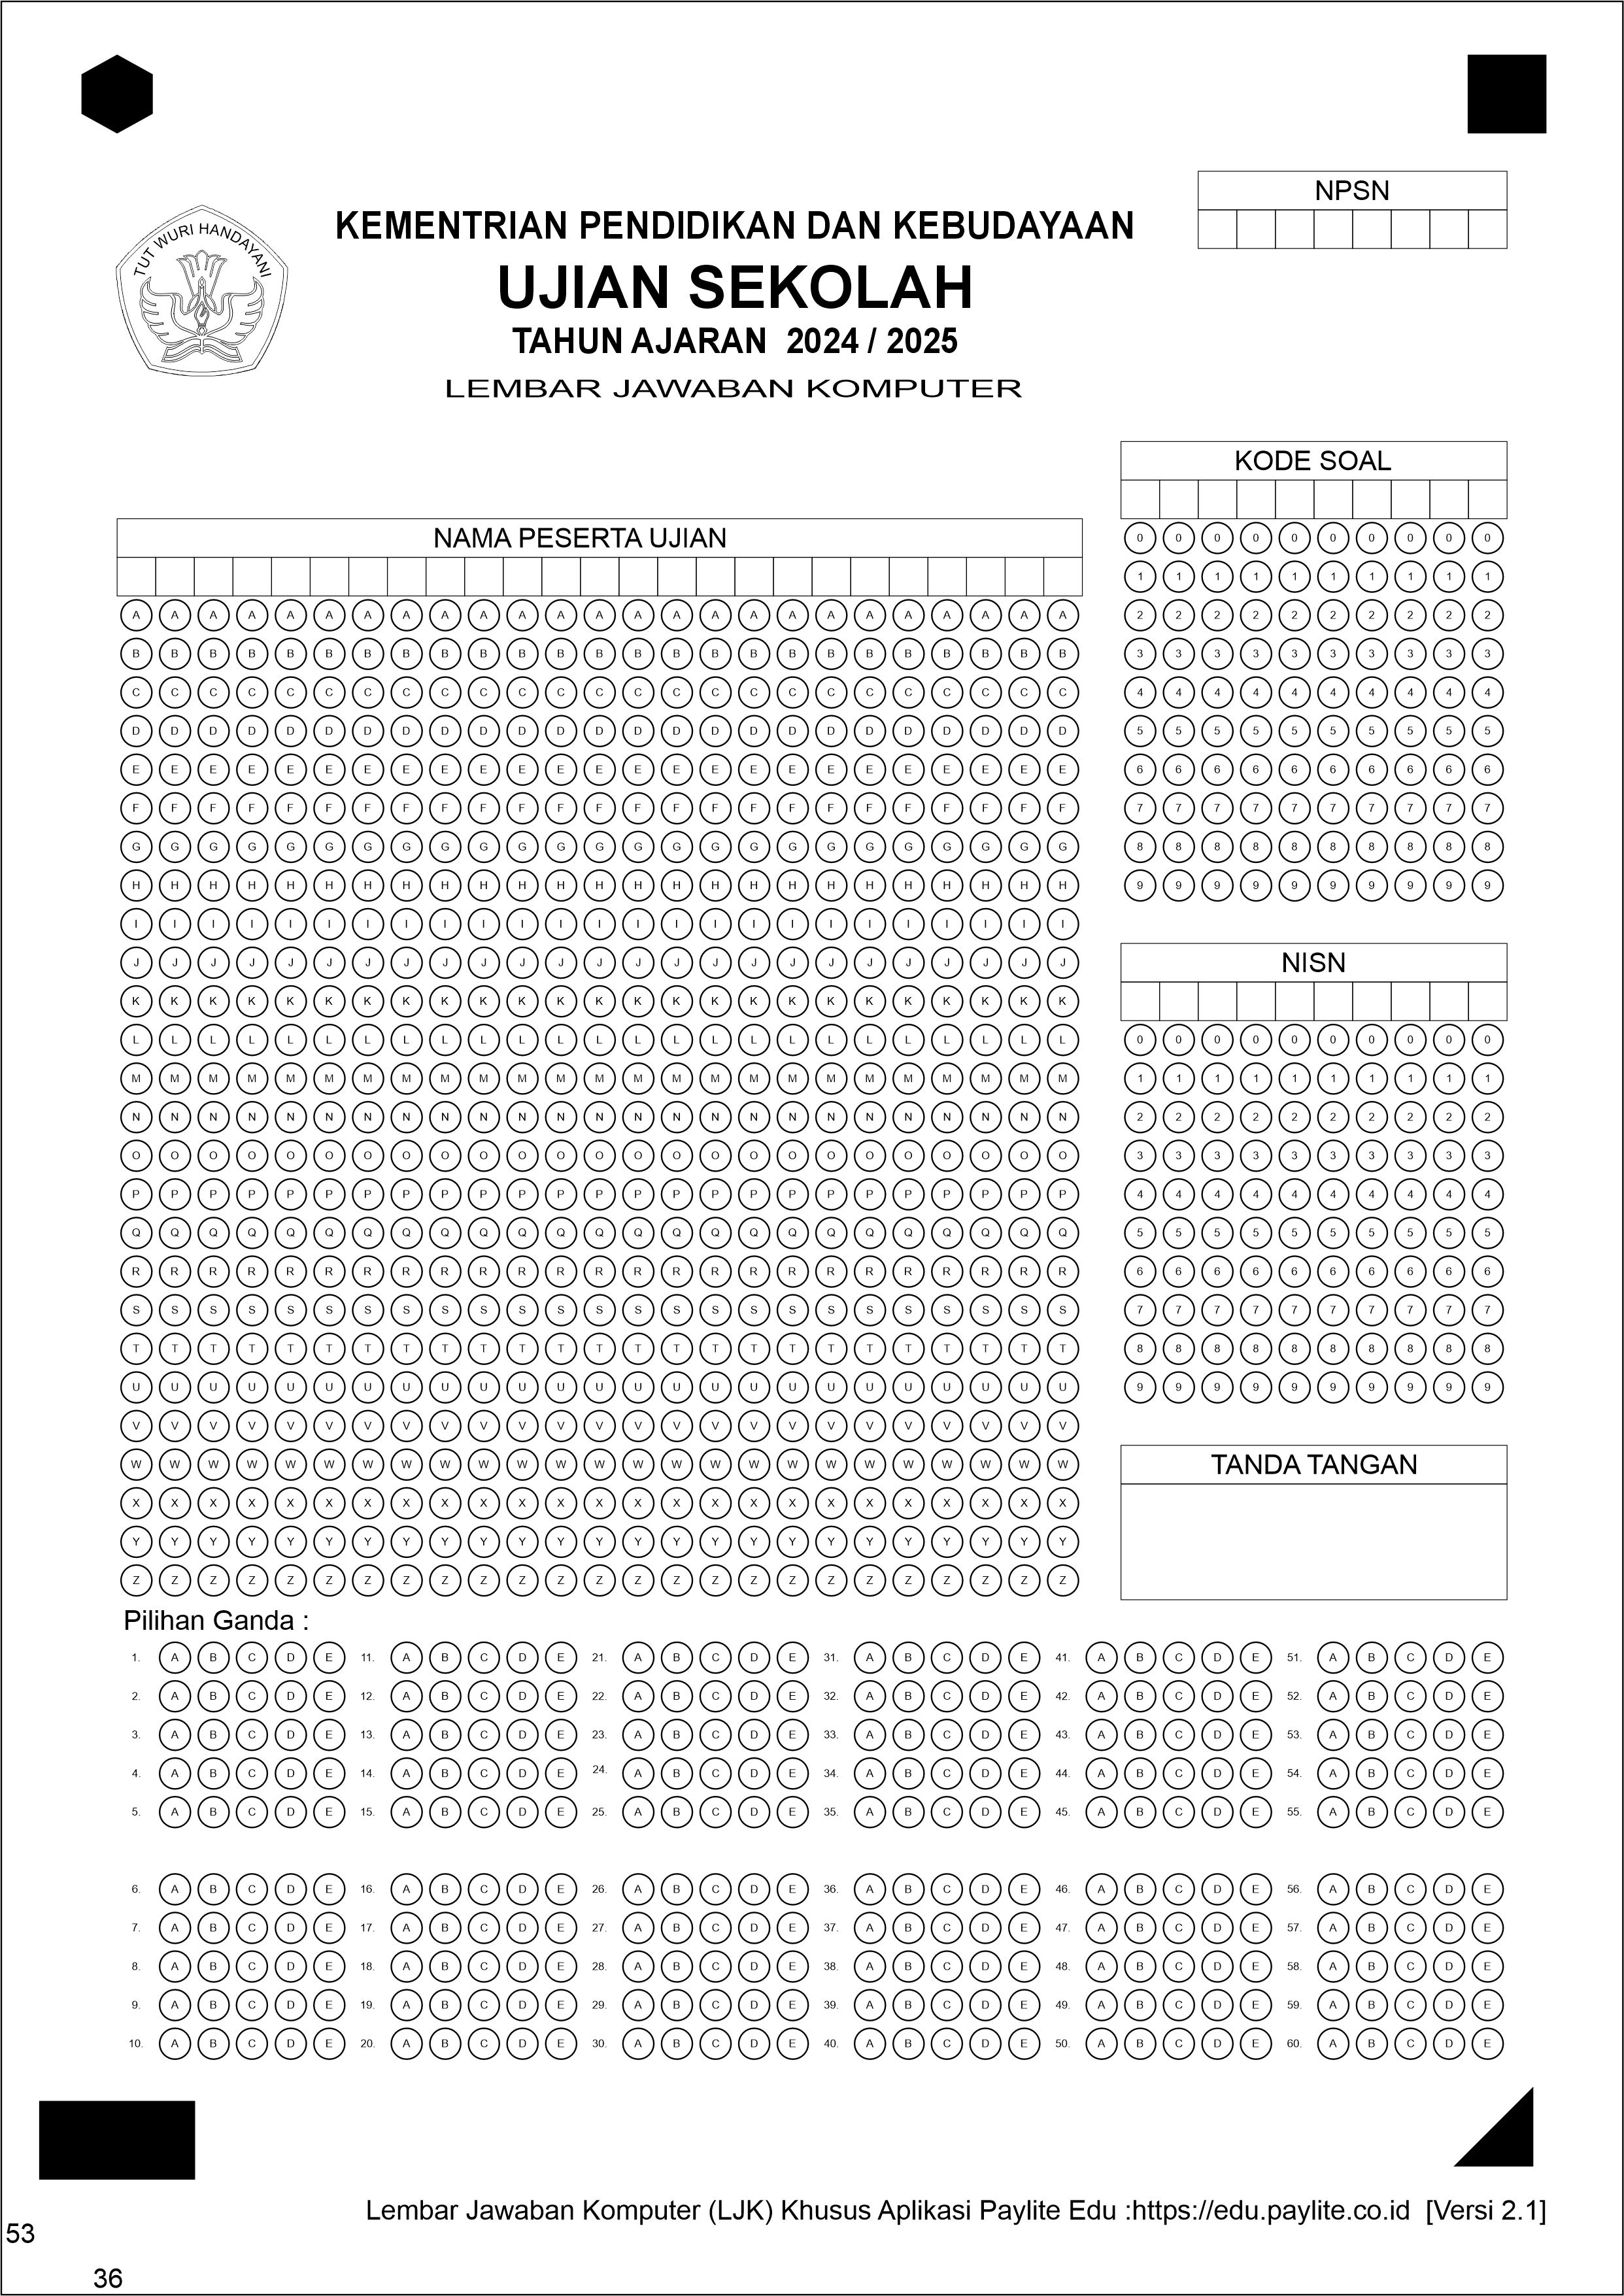 NPSN
TUT WURI HANDAYANI
KEMENTRIAN PENDIDIKAN DAN KEBUDAYAAN
UJIAN SEKOLAH
TAHUN AJARAN 2024 / 2025
LEMBAR JAWABAN KOMPUTER
NAMA PESERTA UJIAN
A A A A A A A A A A A A A A A A A A A A A A A A A
B B B B B B B B B B B B B B B B B B B B B B B B B
C C C C C C C C C C C C C C C C C C C C C C C C C
D D D D D D D D D D D D D D D D D D D D D D D D D
E E E E E E E E E E E E E E E E E E E E E E E E E
F F F F F F F F F F F F F F F F F F F F F F F F F
G G G G G G G G G G G G G G G G G G G G G G G G G
H H H H H H H H H H H H H H H H H H H H H H H H H
I I I I I I I I I I I I I I I I I I I I I I I I I
J J J J J J J J J J J J J J J J J J J J J J J J J
K K K K K K K K K K K K K K K K K K K K K K K K K
L L L L L L L L L L L L L L L L L L L L L L L L L
M M M M M M M M M M M M M M M M M M M M M M M M M
N N N N N N N N N N N N N N N N N N N N N N N N N
O O O O O O O O O O O O O O O O O O O O O O O O O
P P P P P P P P P P P P P P P P P P P P P P P P P
Q Q Q Q Q Q Q Q Q Q Q Q Q Q Q Q Q Q Q Q Q Q Q Q Q
R R R R R R R R R R R R R R R R R R R R R R R R R
S S S S S S S S S S S S S S S S S S S S S S S S S
T T T T T T T T T T T T T T T T T T T T T T T T T
U U U U U U U U U U U U U U U U U U U U U U U U U
V V V V V V V V V V V V V V V V V V V V V V V V V
W W W W W W W W W W W W W W W W W W W W W W W W W
X X X X X X X X X X X X X X X X X X X X X X X X X
Y Y Y Y Y Y Y Y Y Y Y Y Y Y Y Y Y Y Y Y Y Y Y Y Y
Z Z Z Z Z Z Z Z Z Z Z Z Z Z Z Z Z Z Z Z Z Z Z Z Z
KODE SOAL
0 0 0 0 0 0 0 0 0 0
1 1 1 1 1 1 1 1 1 1
2 2 2 2 2 2 2 2 2 2
3 3 3 3 3 3 3 3 3 3
4 4 4 4 4 4 4 4 4 4
5 5 5 5 5 5 5 5 5 5
6 6 6 6 6 6 6 6 6 6
7 7 7 7 7 7 7 7 7 7
8 8 8 8 8 8 8 8 8 8
9 9 9 9 9 9 9 9 9 9
NISN
0 0 0 0 0 0 0 0 0 0
1 1 1 1 1 1 1 1 1 1
2 2 2 2 2 2 2 2 2 2
3 3 3 3 3 3 3 3 3 3
4 4 4 4 4 4 4 4 4 4
5 5 5 5 5 5 5 5 5 5
6 6 6 6 6 6 6 6 6 6
7 7 7 7 7 7 7 7 7 7
8 8 8 8 8 8 8 8 8 8
9 9 9 9 9 9 9 9 9 9
TANDA TANGAN
Pilihan Ganda :
1. A B C D E 11. A B C D E 21. A B C D E 31. A B C D E 41. A B C D E 51. A B C D E
2. A B C D E 12. A B C D E 22. A B C D E 32. A B C D E 42. A B C D E 52. A B C D E
3. A B C D E 13. A B C D E 23. A B C D E 33. A B C D E 43. A B C D E 53. A B C D E
4. A B C D E 14. A B C D E 24. A B C D E 34. A B C D E 44. A B C D E 54. A B C D E
5. A B C D E 15. A B C D E 25. A B C D E 35. A B C D E 45. A B C D E 55. A B C D E
6. A B C D E 16. A B C D E 26. A B C D E 36. A B C D E 46. A B C D E 56. A B C D E
7. A B C D E 17. A B C D E 27. A B C D E 37. A B C D E 47. A B C D E 57. A B C D E
8. A B C D E 18. A B C D E 28. A B C D E 38. A B C D E 48. A B C D E 58. A B C D E
9. A B C D E 19. A B C D E 29. A B C D E 39. A B C D E 49. A B C D E 59. A B C D E
10. A B C D E 20. A B C D E 30. A B C D E 40. A B C D E 50. A B C D E 60. A B C D E
Lembar Jawaban Komputer (LJK) Khusus Aplikasi Paylite Edu :https://edu.paylite.co.id [Versi 2.1]
53
36